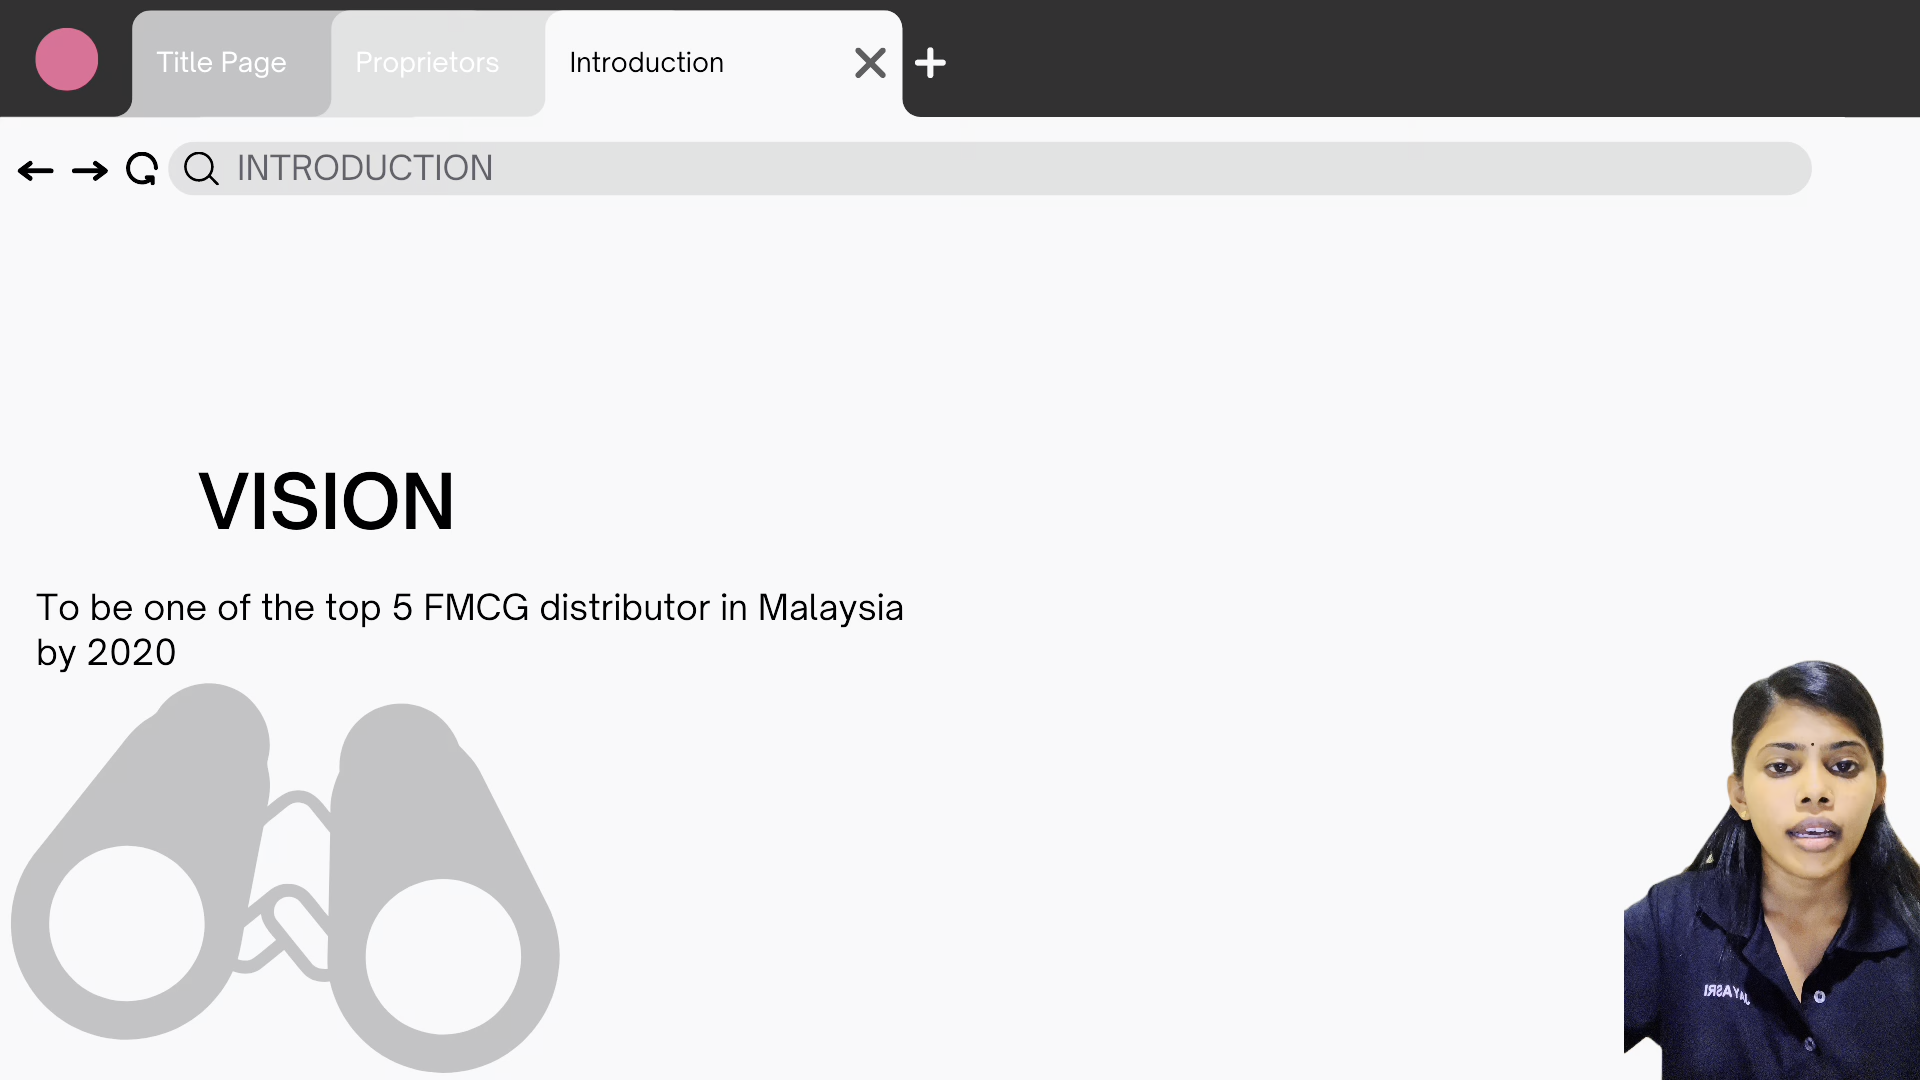 Title Page
Proprietors
Introduction
INTRODUCTION
VISION
To be one of the top 5 FMCG distributor in Malaysia
by 2020
JAYASRI